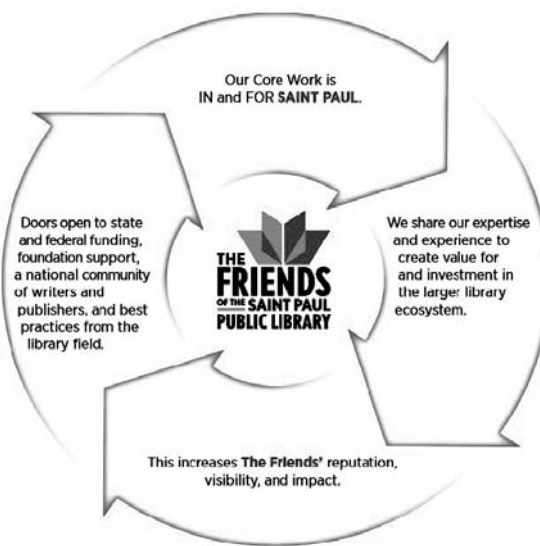 Our Core Work is
IN and FOR SAINT PAUL.
We share our expertise
and experience to
create value for
and investment in
the larger library
ecosystem.
This increases The Friends' reputation,
visibility, and impact.
Doors open to state
and federal funding,
foundation support,
a national community
of writers and
publishers, and best
practices from the
library field.
THE
FRIENDS
OF THE SAINT PAUL
PUBLIC LIBRARY